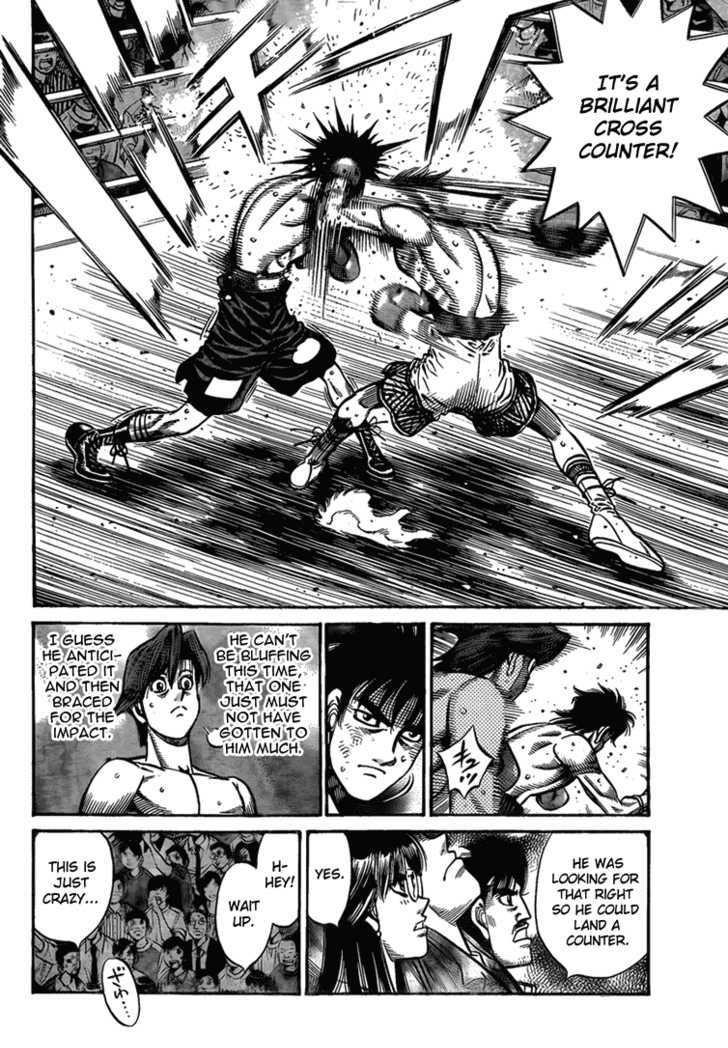 IT'S A
BRILLIANT
CROSS
COUNTER!
HE CAN'T
BE BLUFFING
THIS TIME,
THAT ONE
JUST MUST
NOT HAVE
GOTTEN TO
HIM MUCH.
I GUESS
HE ANTICI-
PATED IT
AND THEN
BRACED
FOR THE
IMPACT.
HE WAS
LOOKING FOR
THAT RIGHT
SO HE COULD
LAND A
COUNTER.
YES.
H-
HEY!
WAIT
UP.
THIS IS
JUST
CRAZY...